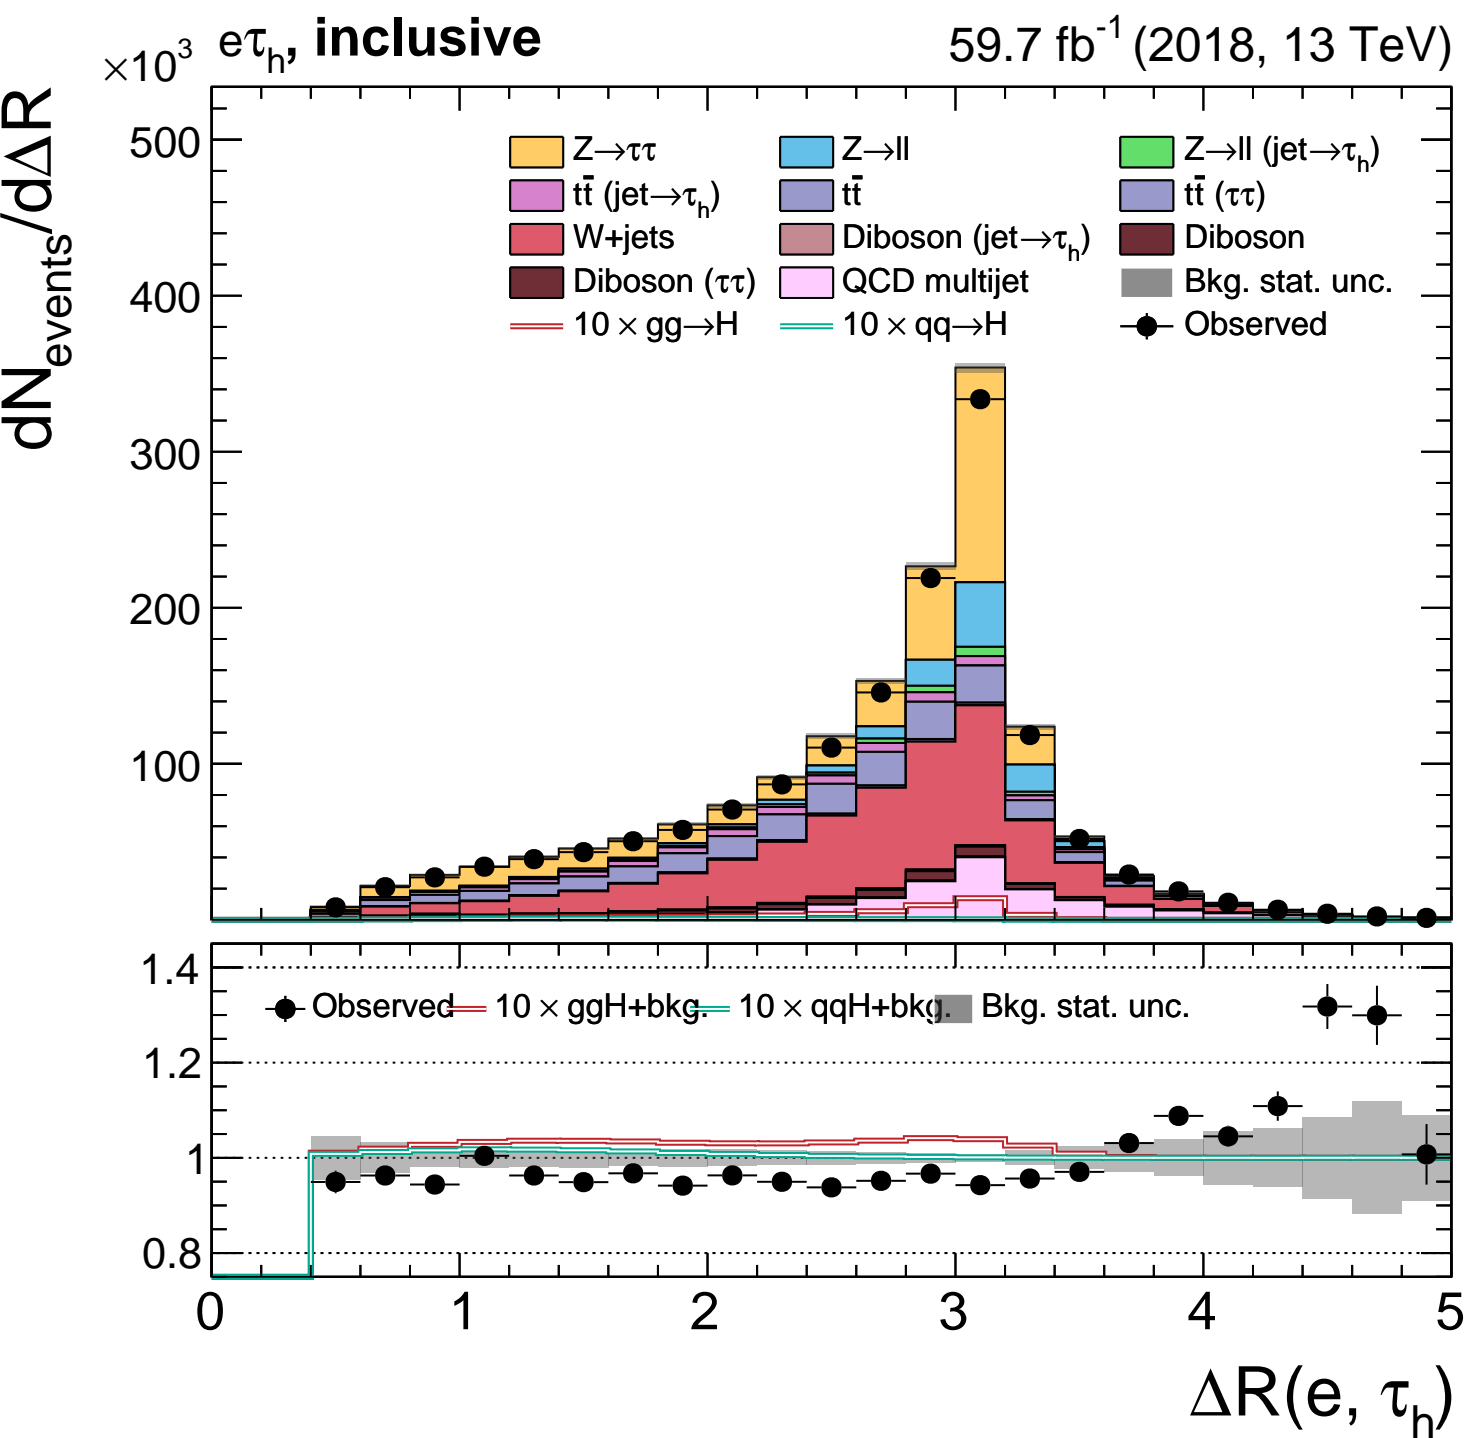 ×10³ eτₕ, inclusive 59.7 fb⁻¹ (2018, 13 TeV)
dN_events/dΔR
500
400
300
200
100
Z→ττ Z→ll Z→ll (jet→τₕ)
tt̄ (jet→τₕ) tt̄ tt̄ (ττ)
W+jets Diboson (jet→τₕ) Diboson
Diboson (ττ) QCD multijet Bkg. stat. unc.
10 × gg→H 10 × qq→H Observed
1.4
1.2
1
0.8
Observed 10 × ggH+bkg. 10 × qqH+bkg. Bkg. stat. unc.
0 1 2 3 4 5
ΔR(e, τₕ)